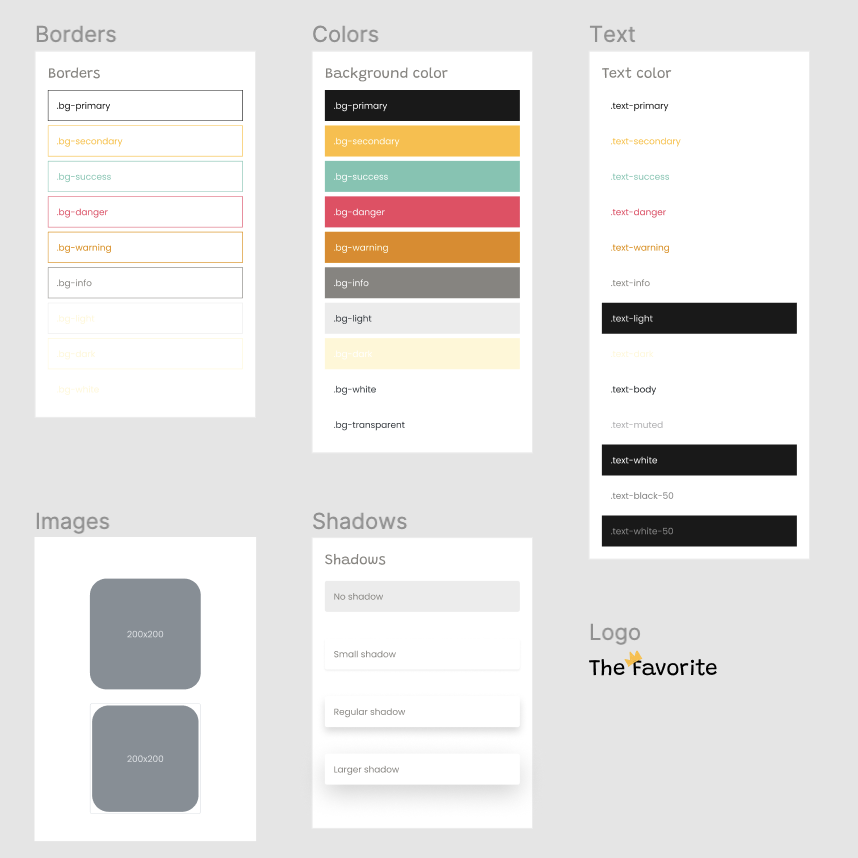 Borders
Borders
.bg-primary
.bg-secondary
.bg-success
.bg-danger
.bg-warning
.bg-info
.bg-light
.bg-dark
.bg-white
Colors
Background color
.bg-primary
.bg-secondary
.bg-success
.bg-danger
.bg-warning
.bg-info
.bg-light
.bg-dark
.bg-white
.bg-transparent
Text
Text color
.text-primary
.text-secondary
.text-success
.text-danger
.text-warning
.text-info
.text-light
.text-dark
.text-body
.text-muted
.text-white
.text-black-50
.text-white-50
Images
200x200
200x200
Shadows
Shadows
No shadow
Small shadow
Regular shadow
Larger shadow
Logo
The Favorite